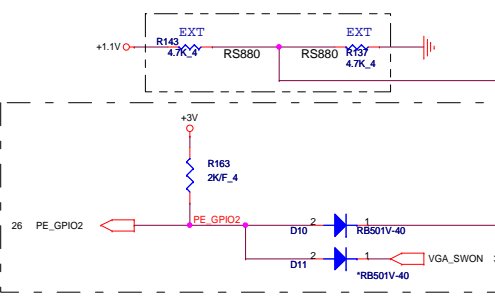 EXT EXT
+1.1V R143 RS880 RS880 R137
4.7K_4 4.7K_4
+3V
R163
2K/F_4
26 PE_GPIO2 PE_GPIO2 2 1
D10 RB501V-40
2 1 VGA_SWON
D11 *RB501V-40